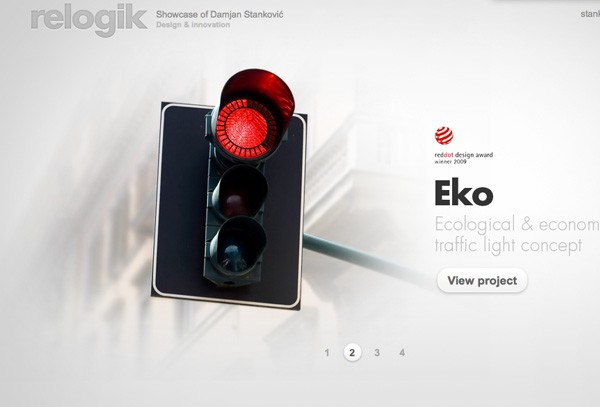 relogik
Showcase of Damjan Stanković
Design & innovation
reddot design award
winner 2009
Eko
Ecological & econom
traffic light concept
View project
1 2 3 4